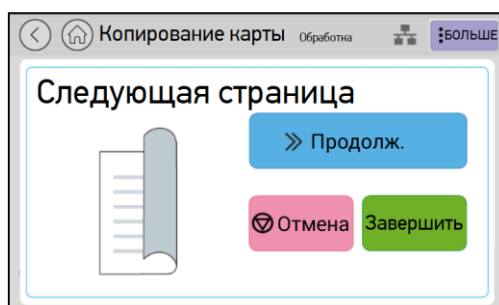 Копирование карты Обработка БОЛЬШЕ
Следующая страница
Продолж.
Отмена Завершить